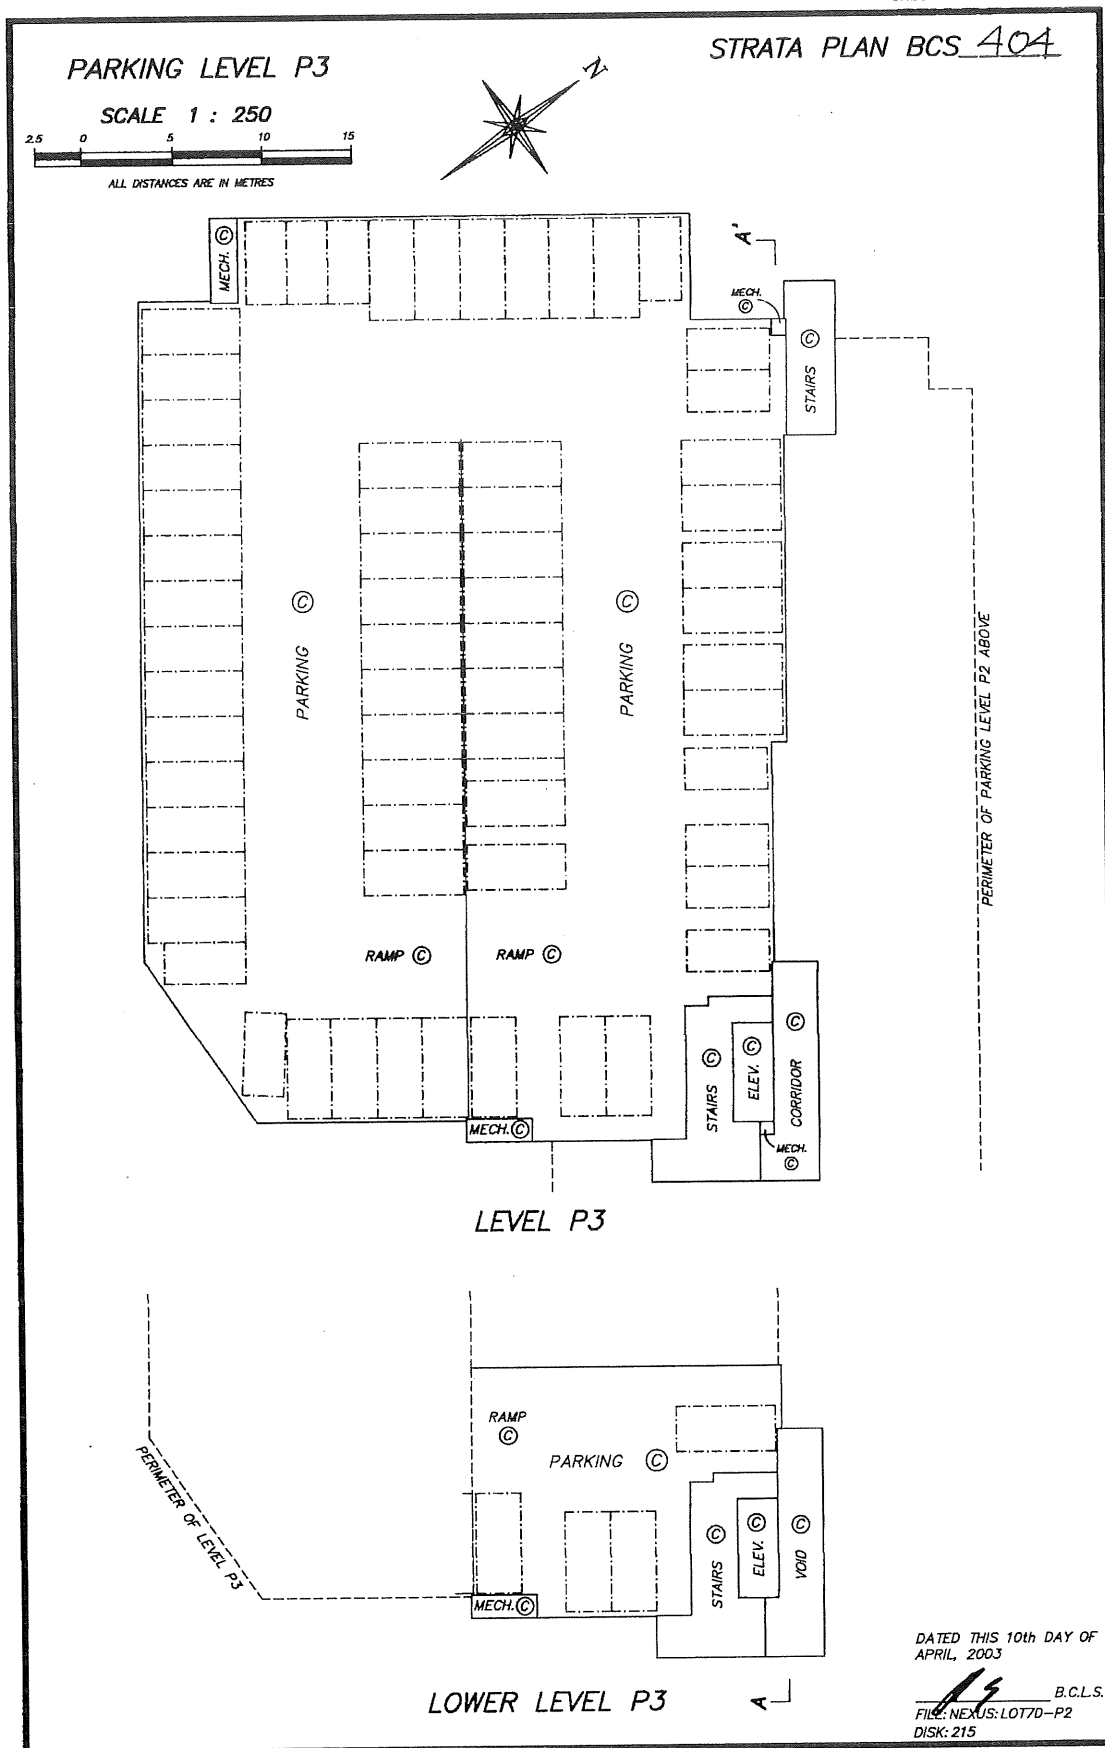 STRATA PLAN BCS 404
PARKING LEVEL P3
SCALE 1 : 250
2.5 0 5 10 15
ALL DISTANCES ARE IN METRES
N
MECH. C
A'
MECH.
C
STAIRS C
PARKING C
PARKING C
PERIMETER OF PARKING LEVEL P2 ABOVE
RAMP C
RAMP C
STAIRS C
ELEV. C
CORRIDOR C
MECH. C
MECH.
C
LEVEL P3
RAMP
C
PARKING C
PERIMETER OF LEVEL P3
STAIRS C
ELEV. C
VOID C
MECH. C
LOWER LEVEL P3
A
DATED THIS 10th DAY OF
APRIL, 2003
B.C.L.S.
FILE: NEXUS: LOT7D-P2
DISK: 215